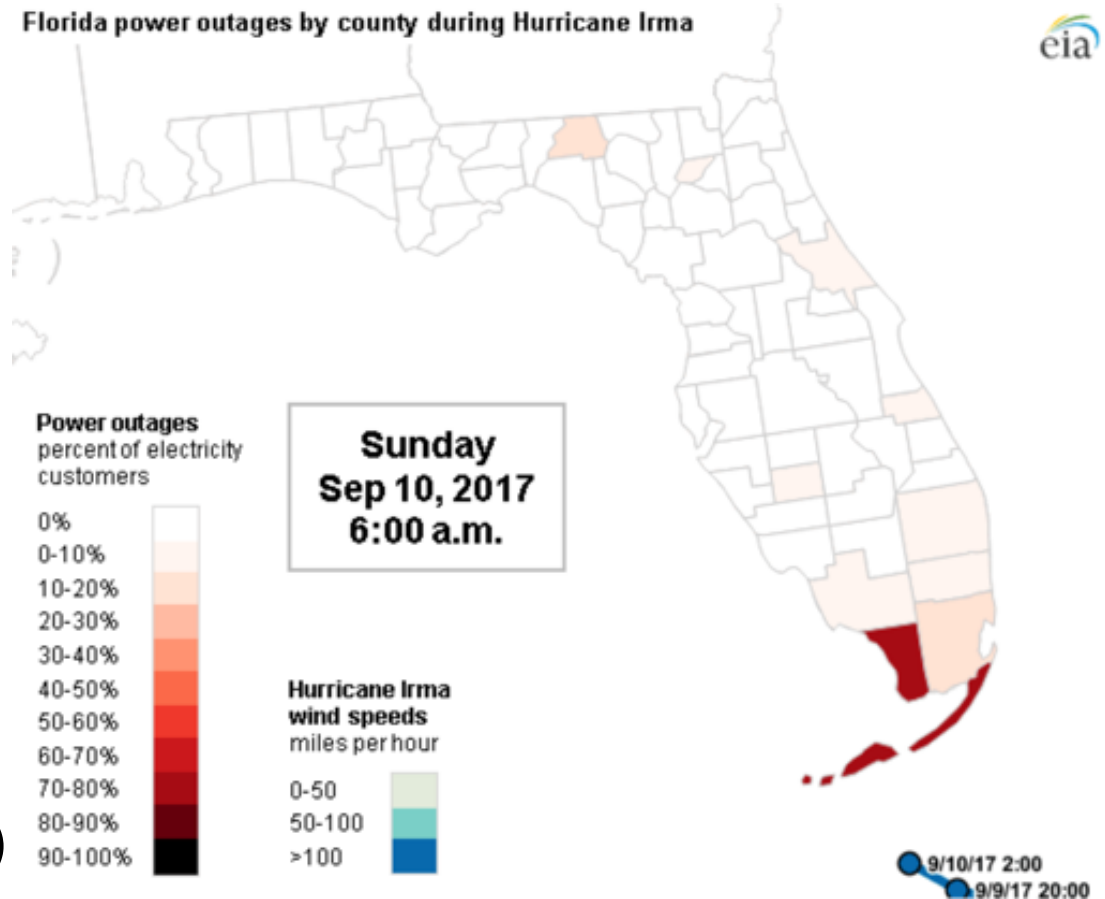 Florida power outages by county during Hurricane Irma
eia
Power outages
percent of electricity
customers
0%
0-10%
10-20%
20-30%
30-40%
40-50%
50-60%
60-70%
70-80%
80-90%
90-100%
Sunday
Sep 10, 2017
6:00 a.m.
Hurricane Irma
wind speeds
miles per hour
0-50
50-100
>100
9/10/17 2:00
9/9/17 20:00